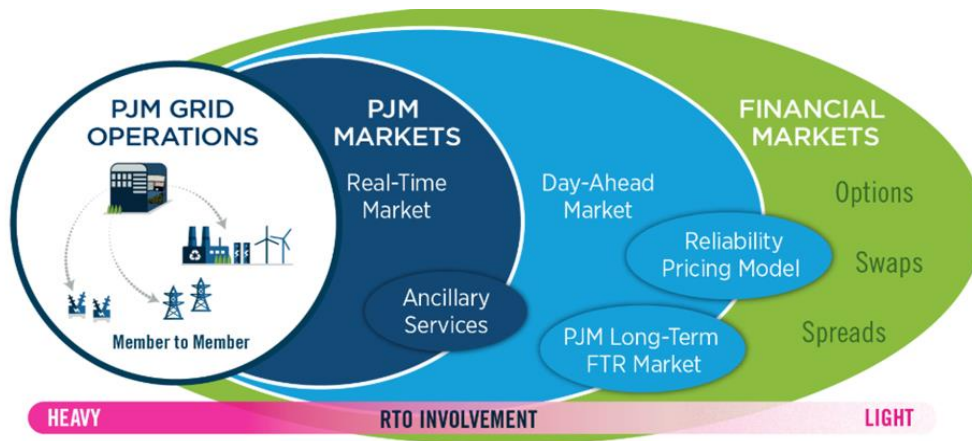 PJM GRID
OPERATIONS
Member to Member
PJM
MARKETS
Real-Time
Market
Ancillary
Services
Day-Ahead
Market
Reliability
Pricing Model
PJM Long-Term
FTR Market
FINANCIAL
MARKETS
Options
Swaps
Spreads
HEAVY
RTO INVOLVEMENT
LIGHT